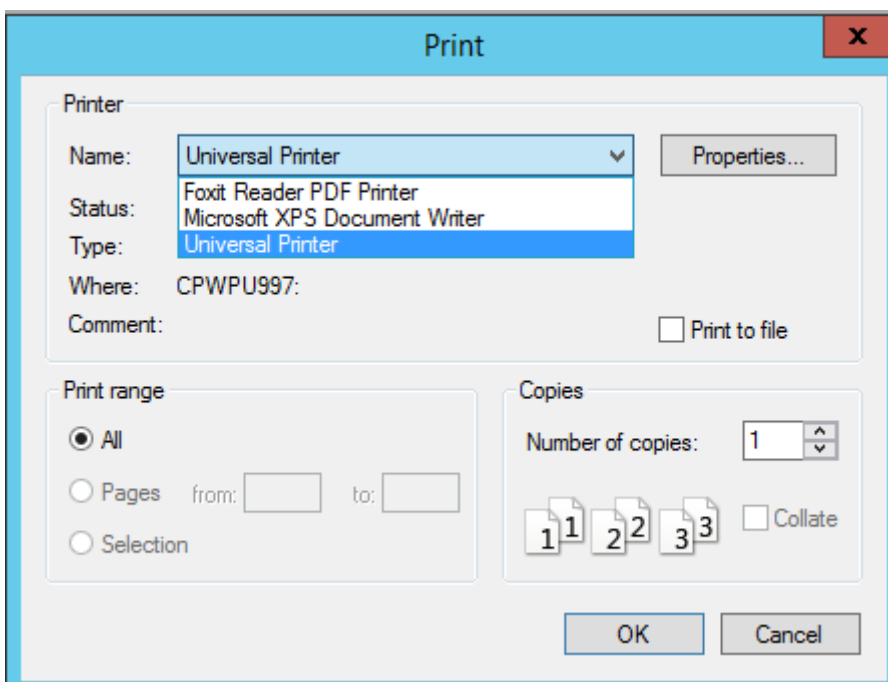 Print
x
Printer
Name: Universal Printer Properties...
Foxit Reader PDF Printer
Status:
Microsoft XPS Document Writer
Type: Universal Printer
Where: CPWPU997:
Comment:
Print to file
Print range
All
Pages from: to:
Selection
Copies
Number of copies: 1
1 1 2 2 3 3
Collate
OK Cancel